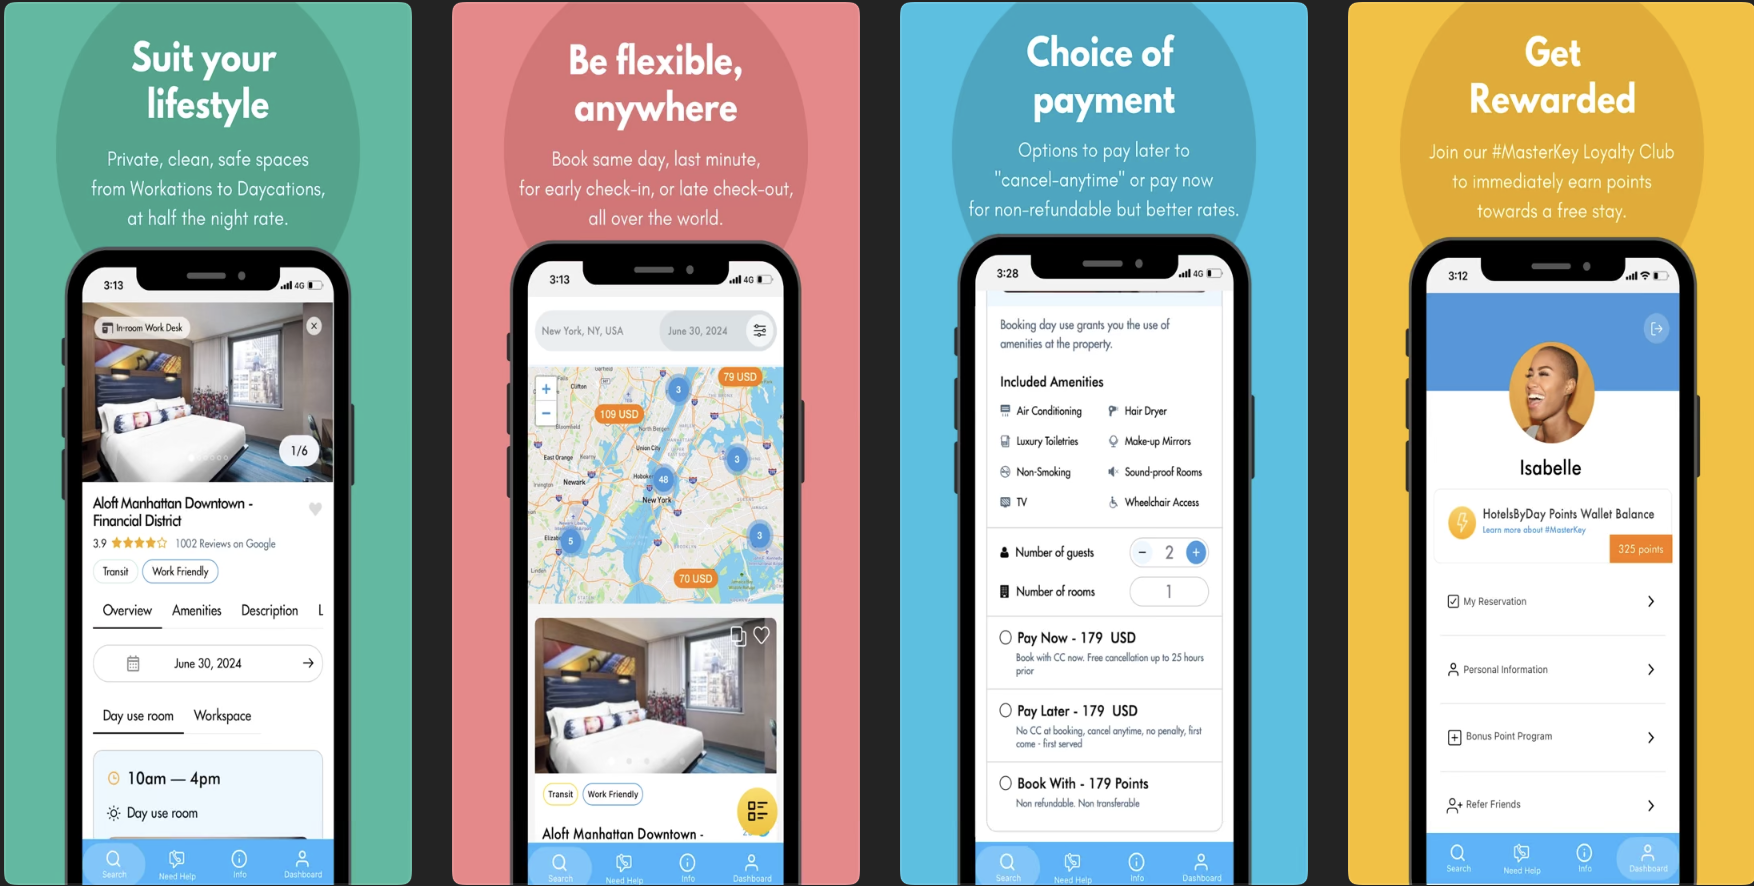 Suit your
lifestyle
Private, clean, safe spaces
from Workations to Daycations,
at half the night rate.
3:13
4G
In-room Work Desk
X
1/6
Aloft Manhattan Downtown -
Financial District
3.9
1002 Reviews on Google
Transit
Work Friendly
Overview
Amenities
Description
L
June 30, 2024
Day use room
Workspace
10am — 4pm
Day use room
Search
Need Help
Info
Dashboard
Be flexible,
anywhere
Book same day, last minute,
for early check-in, or late check-out,
all over the world.
3:13
4G
New York, NY, USA
June 30, 2024
+
−
79 USD
3
109 USD
Clifton
Bloomfield
North Bergen
Union City
East Orange
Kearny
3
Irvington
Newark
Hoboken
48
New York
Elizabeth
5
3
70 USD
Transit
Work Friendly
Aloft Manhattan Downtown -
Search
Need Help
Info
Dashboard
Choice of
payment
Options to pay later to
"cancel-anytime" or pay now
for non-refundable but better rates.
3:28
4G
Booking day use grants you the use of
amenities at the property.
Included Amenities
Air Conditioning
Hair Dryer
Luxury Toiletries
Make-up Mirrors
Non-Smoking
Sound-proof Rooms
TV
Wheelchair Access
Number of guests
− 2 +
Number of rooms
1
Pay Now - 179 USD
Book with CC now. Free cancellation up to 25 hours
prior
Pay Later - 179 USD
No CC at booking, cancel anytime, no penalty, first
come - first served
Book With - 179 Points
Non refundable. Non transferable
Search
Need Help
Info
Dashboard
Get
Rewarded
Join our #MasterKey Loyalty Club
to immediately earn points
towards a free stay.
3:12
Isabelle
HotelsByDay Points Wallet Balance
Learn more about #MasterKey
325 points
My Reservation
Personal Information
Bonus Point Program
Refer Friends
Search
Need Help
Info
Dashboard